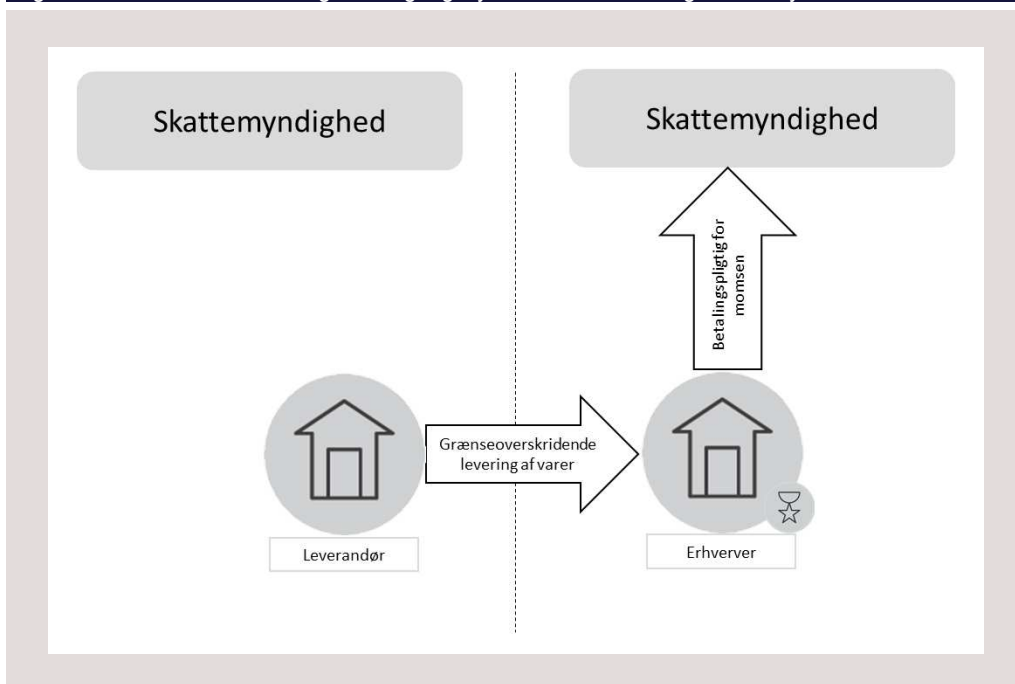 Skattemyndighed
Skattemyndighed
Betalingspligtig for
momsen
Grænseoverskridende
levering af varer
Leverandør
Erhverver